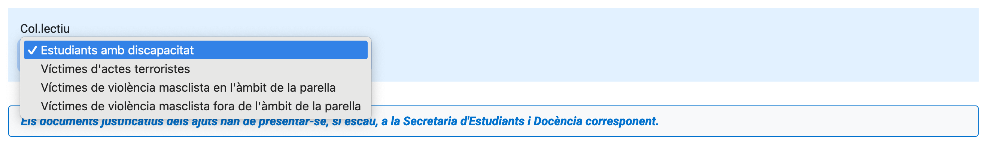 Col.lectiu
Estudiants amb discapacitat
Víctimes d'actes terroristes
Víctimes de violència masclista en l'àmbit de la parella
Víctimes de violència masclista fora de l'àmbit de la parella
Els documents justificatius dels ajuts han de presentar-se, si escau, a la Secretaria d'Estudiants i Docència corresponent.